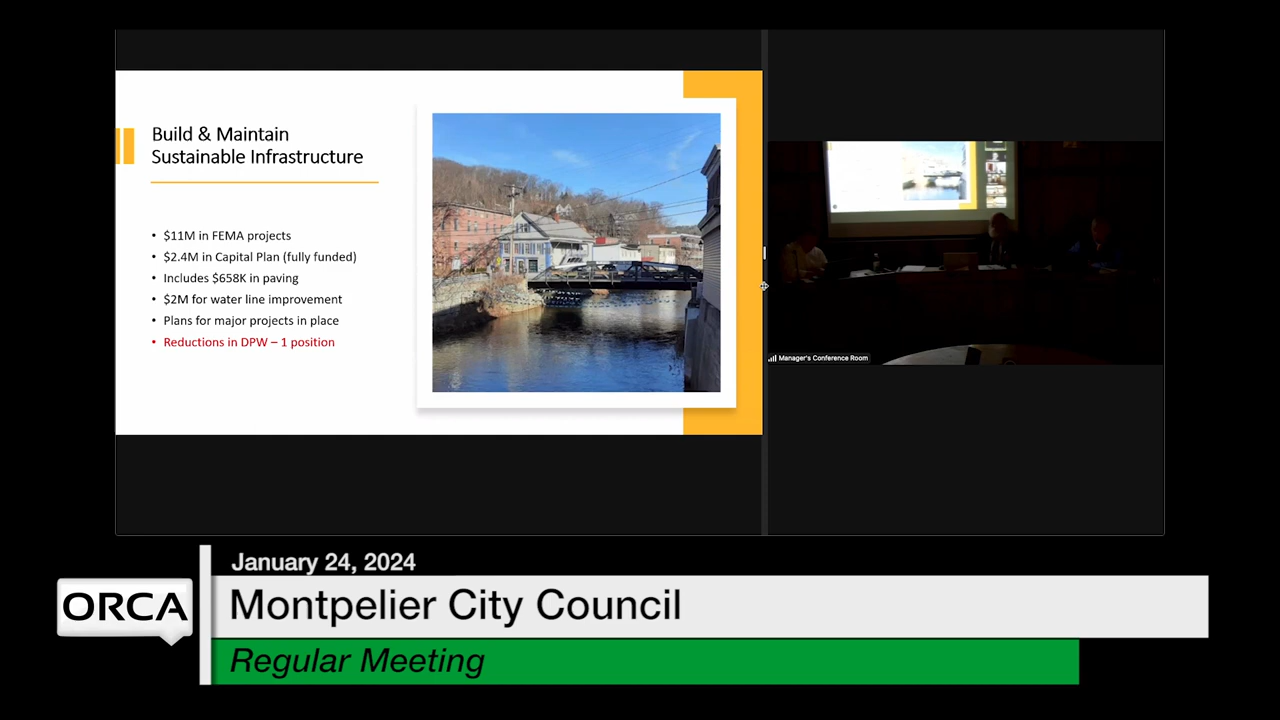 Build & Maintain
Sustainable Infrastructure
• $11M in FEMA projects
• $2.4M in Capital Plan (fully funded)
• Includes $658K in paving
• $2M for water line improvement
• Plans for major projects in place
• Reductions in DPW – 1 position
Manager's Conference Room
January 24, 2024
ORCA
Montpelier City Council
Regular Meeting